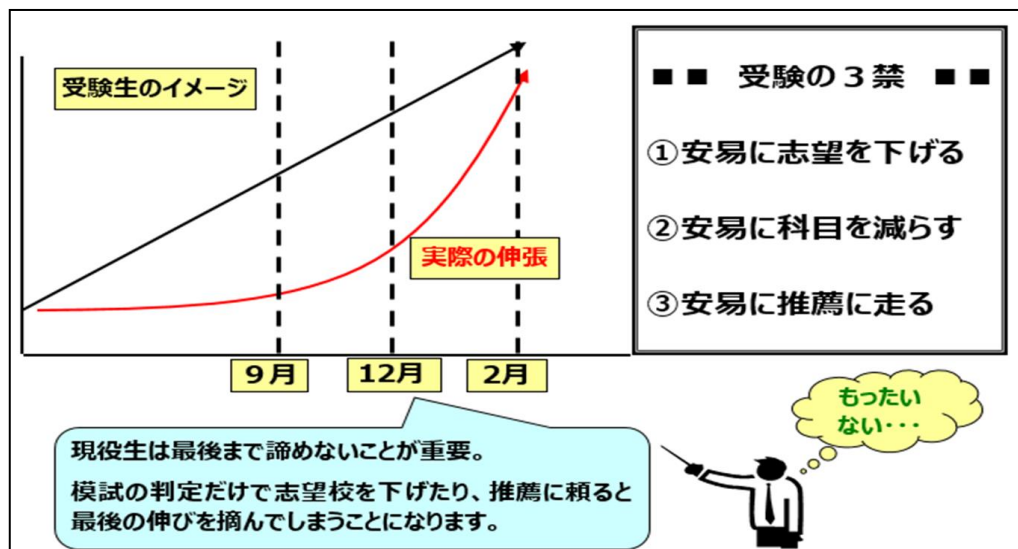 受験生のイメージ
実際の伸張
9月
12月
2月
■ ■ 受験の3禁 ■ ■
①安易に志望を下げる
②安易に科目を減らす
③安易に推薦に走る
現役生は最後まで諦めないことが重要。
模試の判定だけで志望校を下げたり、推薦に頼ると
最後の伸びを摘んでしまうことになります。
もったい
ない・・・